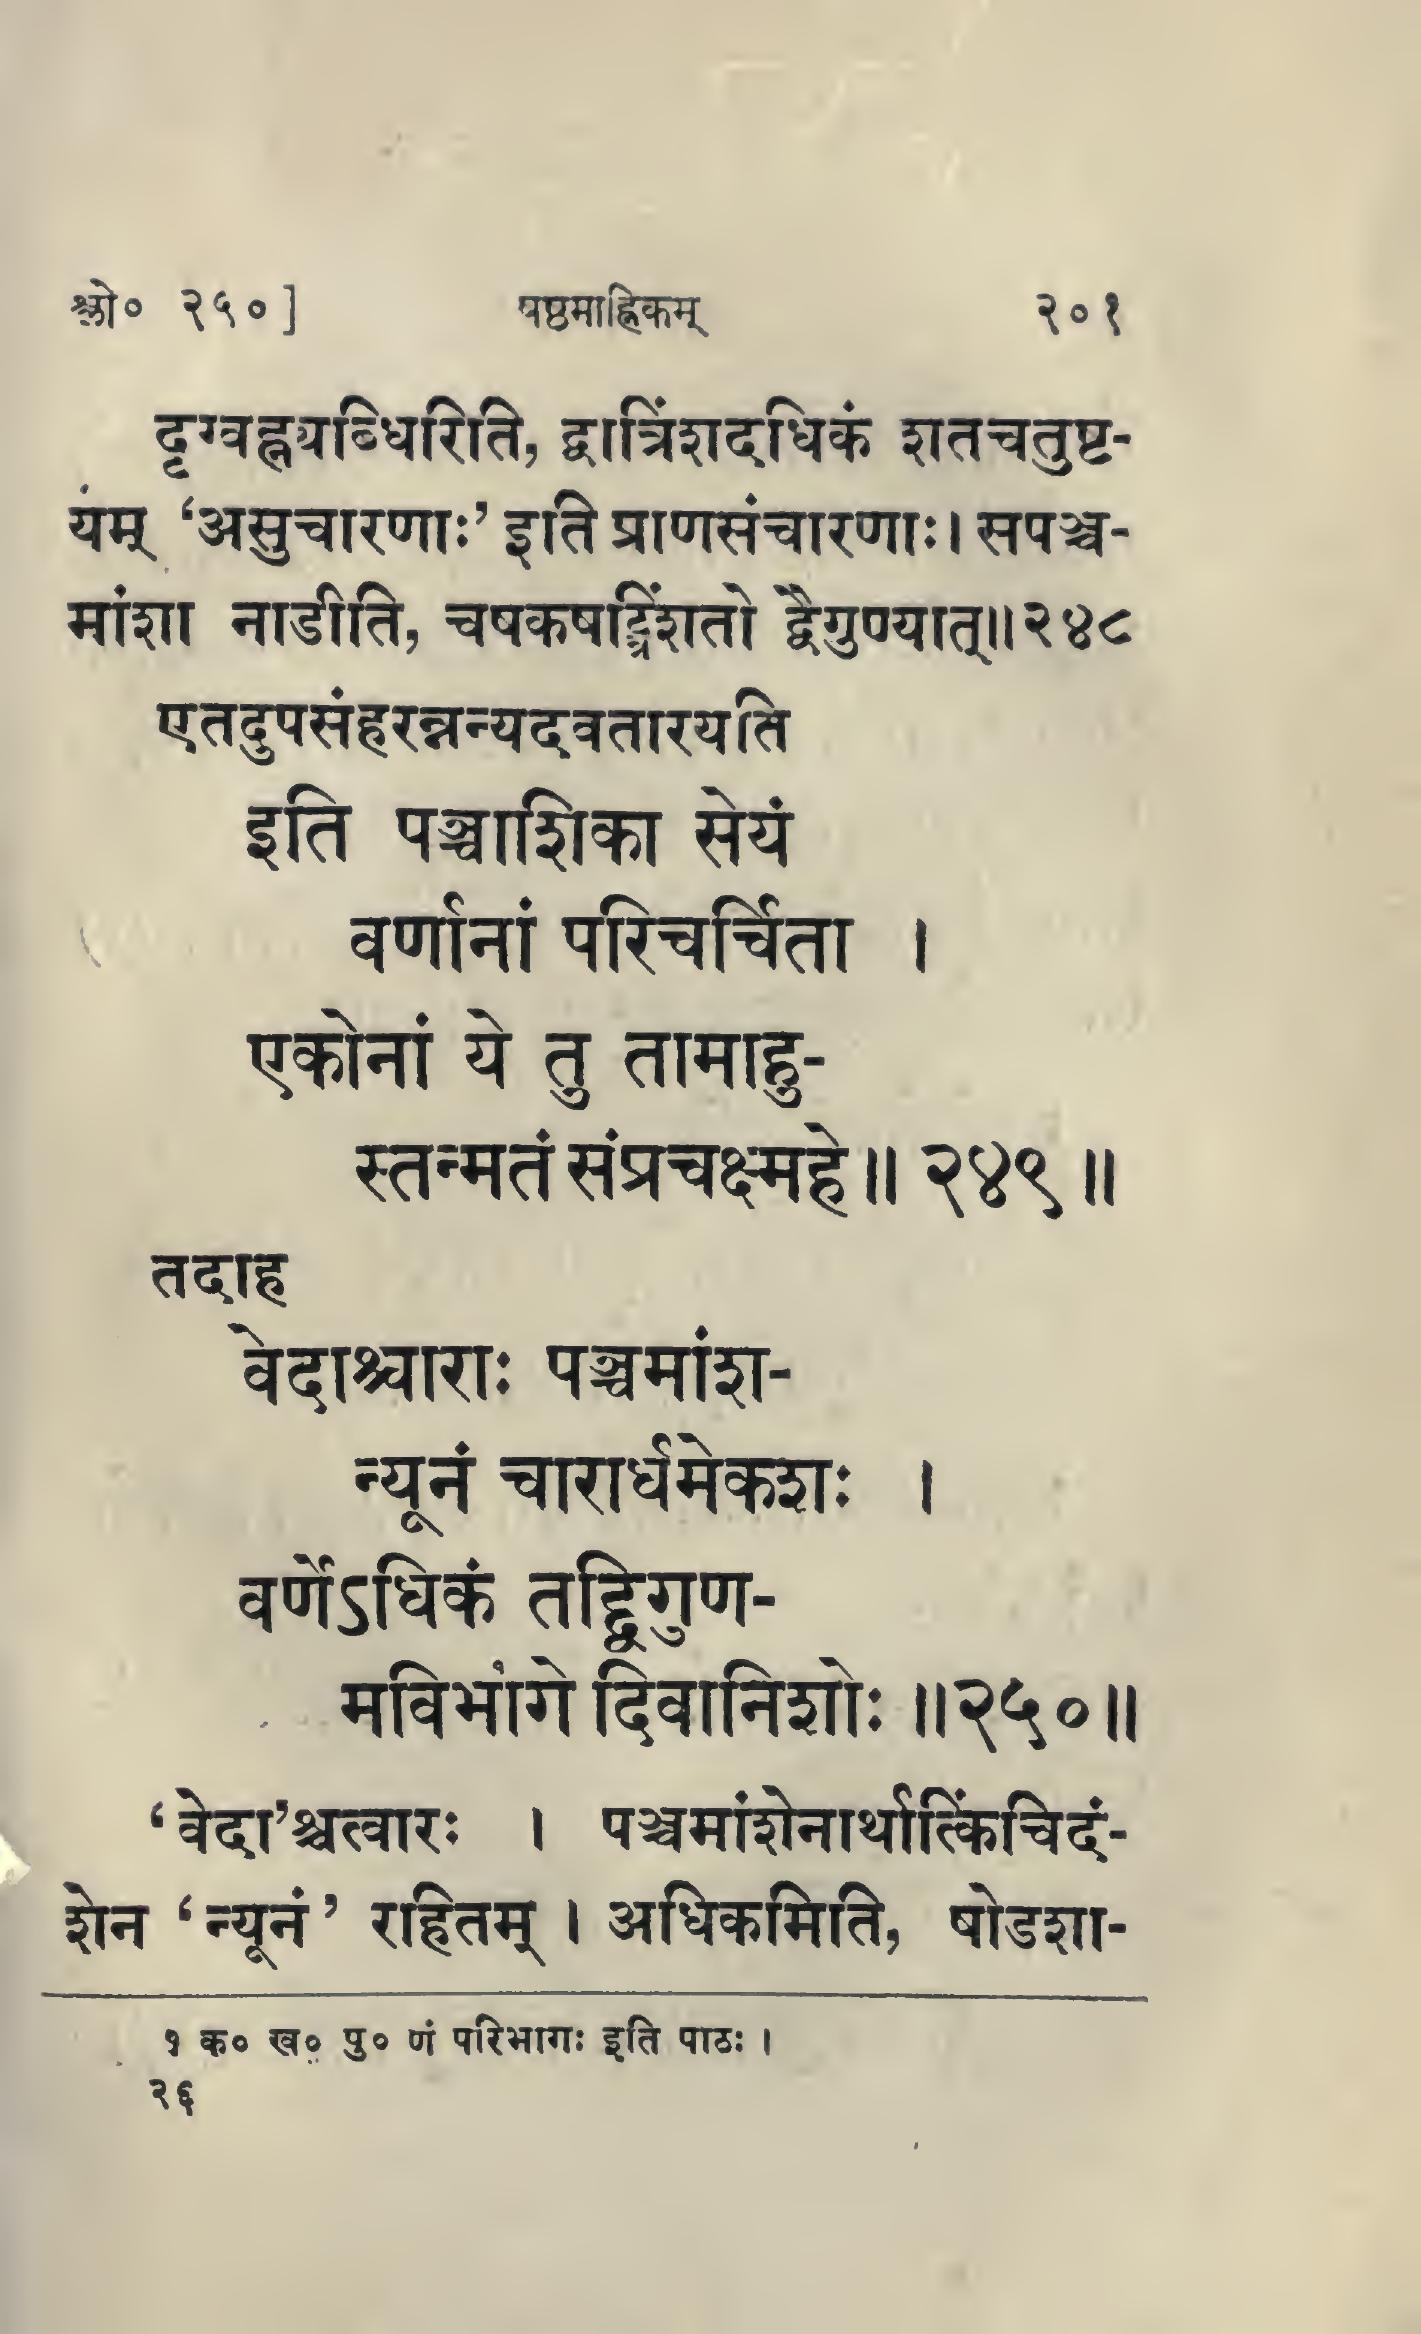 श्लो० २५०]	षष्ठमाह्निकम्	२०१
दृग्वह्न्यब्धिरिति, द्वात्रिंशदधिकं शतचतुष्ट-
यम् ‘असुचारणाः’ इति प्राणसंचारणाः। सपञ्च-
मांशा नाडीति, चषकषट्त्रिंशतो द्वैगुण्यात्॥२४८
एतदुपसंहरन्नन्यदवतारयति
इति पञ्चाशिका सेयं
वर्णानां परिचर्चिता ।
एकोनां ये तु तामाहु-
स्तन्मतं संप्रचक्ष्महे॥ २४९ ॥
तदाह
वेदाश्चाराः पञ्चमांश-
न्यूनं चारार्धमेकशः ।
वर्णेऽधिकं तद्द्विगुण-
मविभा१गे दिवानिशोः ॥२५०॥
‘वेदा’श्चत्वारः । पञ्चमांशेनार्थात्किंचिदं-
शेन ‘न्यूनं’ रहितम् । अधिकमिति, षोडशा-
१ क० ख० पु० णं परिभागः इति पाठः ।
२६